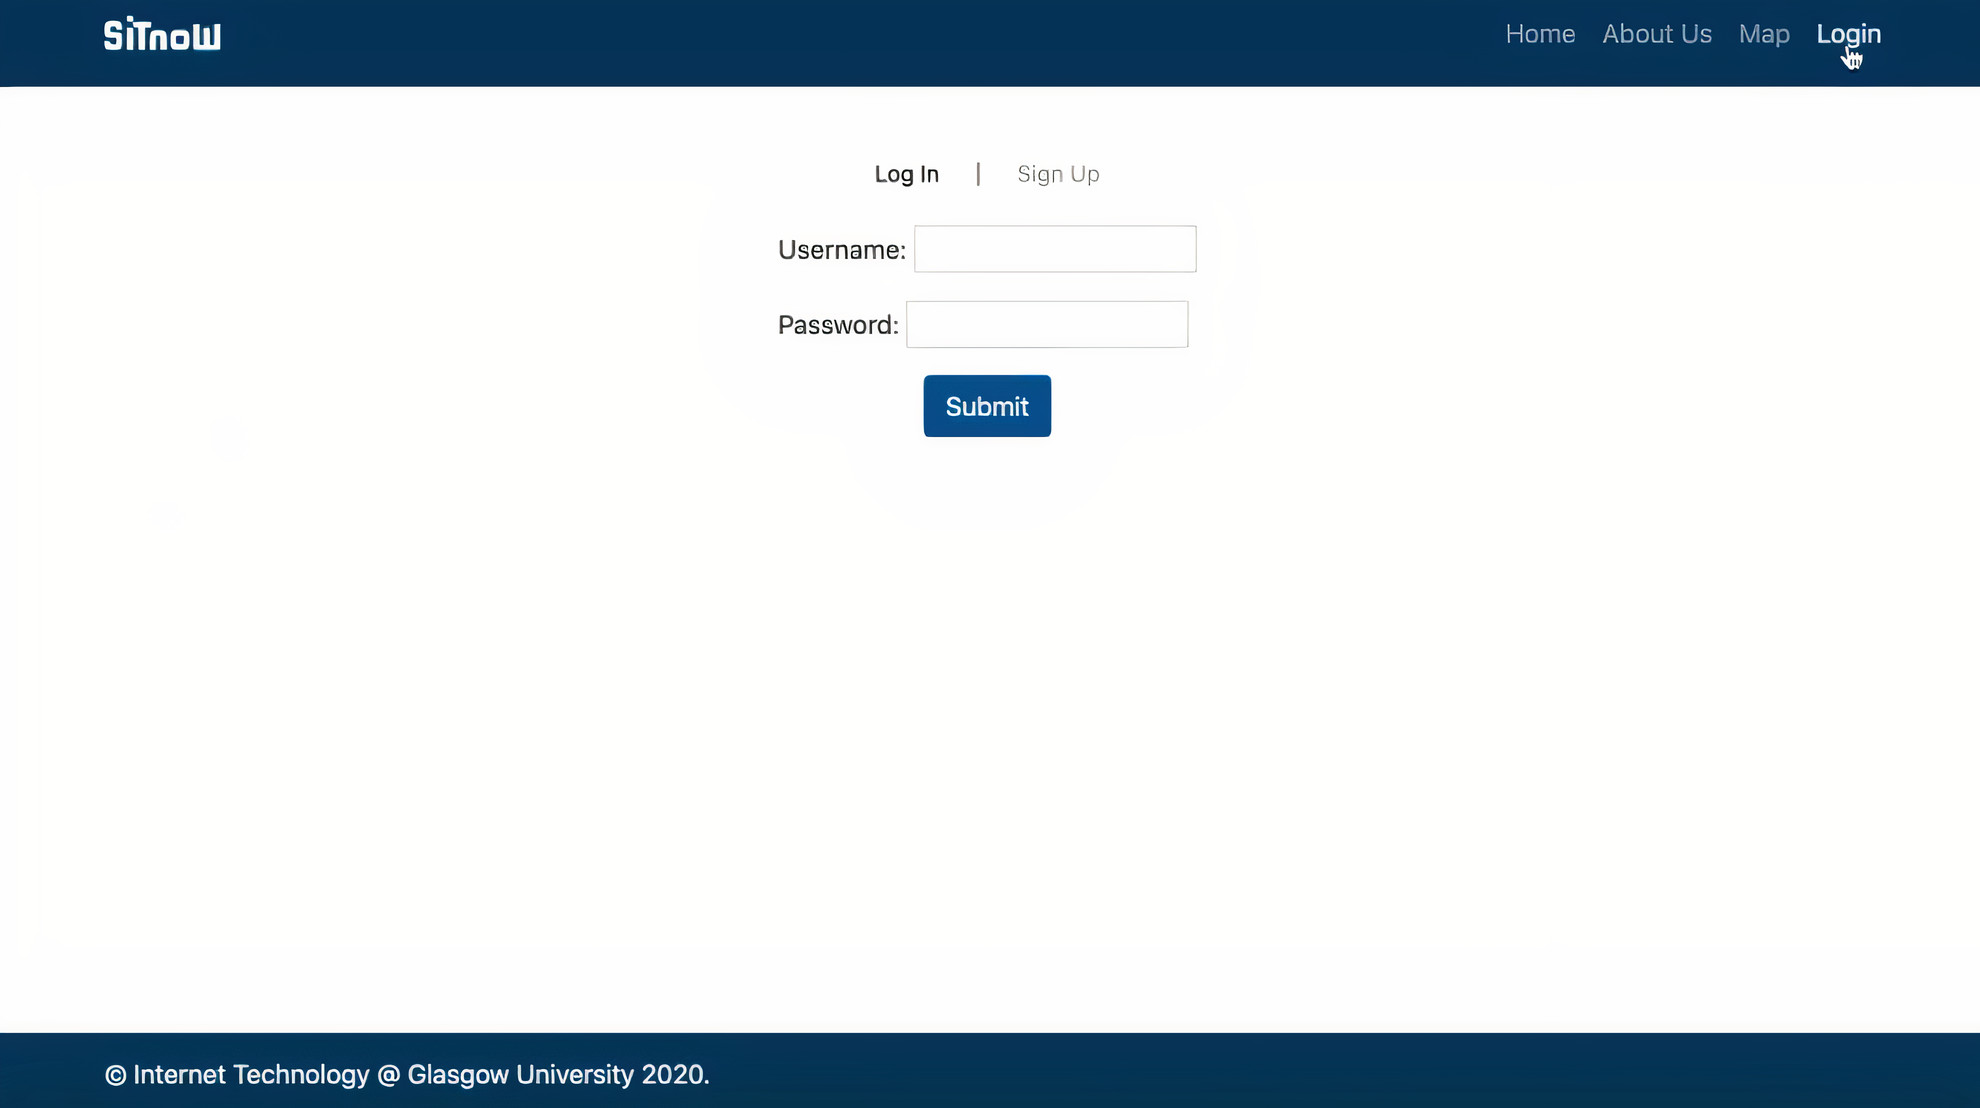 SiTnoW
Home About Us Map Login
Log In | Sign Up
Username:
Password:
Submit
© Internet Technology @ Glasgow University 2020.